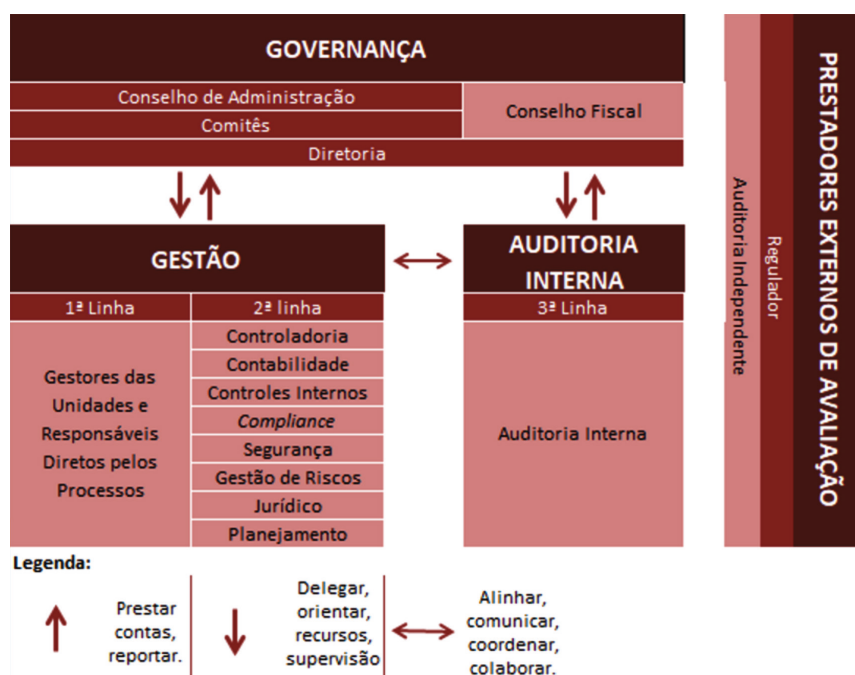 GOVERNANÇA
Conselho de Administração
Comitês
Conselho Fiscal
Diretoria
GESTÃO
AUDITORIA
INTERNA
1ª Linha
2ª linha
3ª Linha
Gestores das
Unidades e
Responsáveis
Diretos pelos
Processos
Controladoria
Contabilidade
Controles Internos
Compliance
Segurança
Gestão de Riscos
Jurídico
Planejamento
Auditoria Interna
Auditoria Independente
Regulador
PRESTADORES EXTERNOS DE AVALIAÇÃO
Legenda:
Prestar
contas,
reportar.
Delegar,
orientar,
recursos,
supervisão
Alinhar,
comunicar,
coordenar,
colaborar.